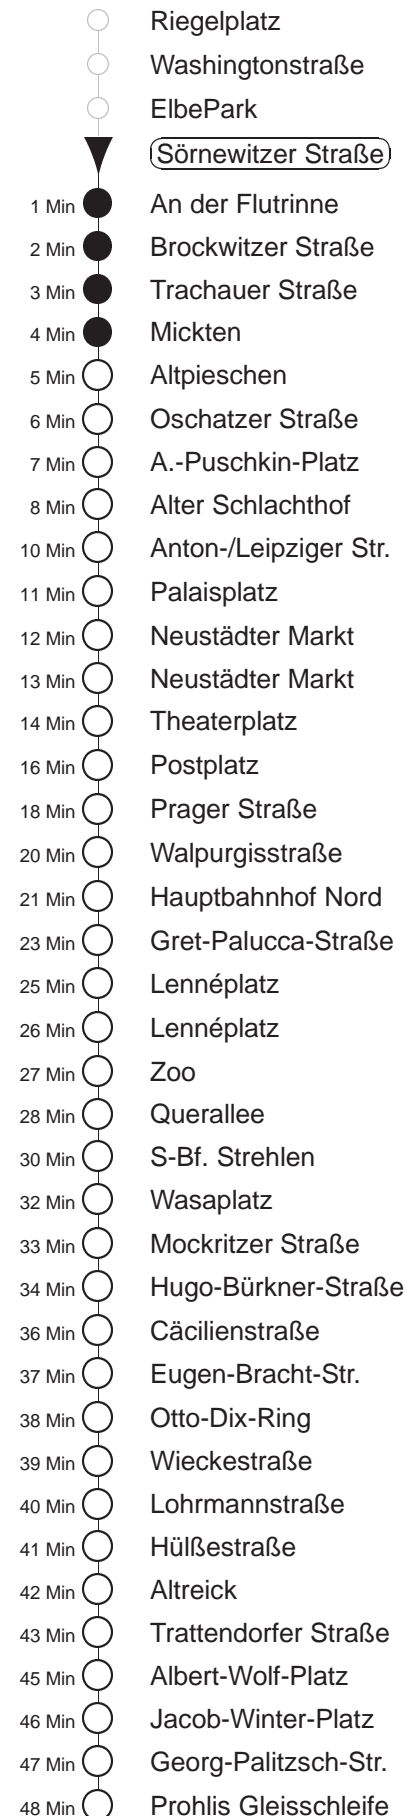 Riegelplatz
Washingtonstraße
ElbePark
Sörnewitzer Straße
1 Min An der Flutrinne
2 Min Brockwitzer Straße
3 Min Trachauer Straße
4 Min Mickten
5 Min Altpieschen
6 Min Oschatzer Straße
7 Min A.-Puschkin-Platz
8 Min Alter Schlachthof
10 Min Anton-/Leipziger Str.
11 Min Palaisplatz
12 Min Neustädter Markt
13 Min Neustädter Markt
14 Min Theaterplatz
16 Min Postplatz
18 Min Prager Straße
20 Min Walpurgisstraße
21 Min Hauptbahnhof Nord
23 Min Gret-Palucca-Straße
25 Min Lennéplatz
26 Min Lennéplatz
27 Min Zoo
28 Min Querallee
30 Min S-Bf. Strehlen
32 Min Wasaplatz
33 Min Mockritzer Straße
34 Min Hugo-Bürkner-Straße
36 Min Cäcilienstraße
37 Min Eugen-Bracht-Str.
38 Min Otto-Dix-Ring
39 Min Wieckestraße
40 Min Lohrmannstraße
41 Min Hülßestraße
42 Min Altreick
43 Min Trattendorfer Straße
45 Min Albert-Wolf-Platz
46 Min Jacob-Winter-Platz
47 Min Georg-Palitzsch-Str.
48 Min Prohlis Gleisschleife